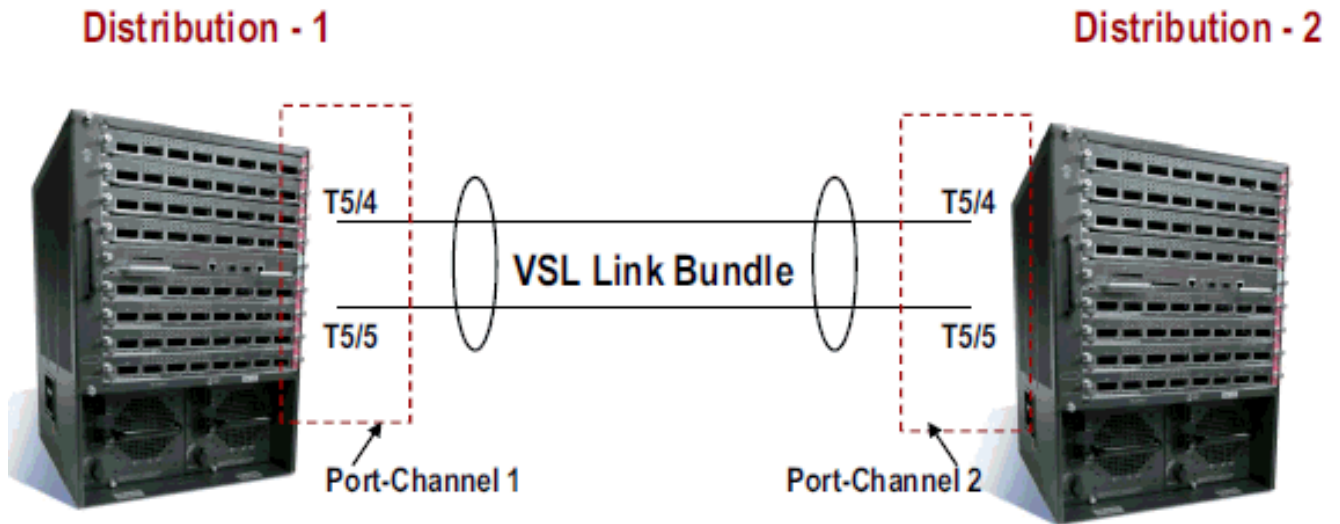 Distribution - 1
Distribution - 2
T5/4
T5/4
VSL Link Bundle
T5/5
T5/5
Port-Channel 1
Port-Channel 2